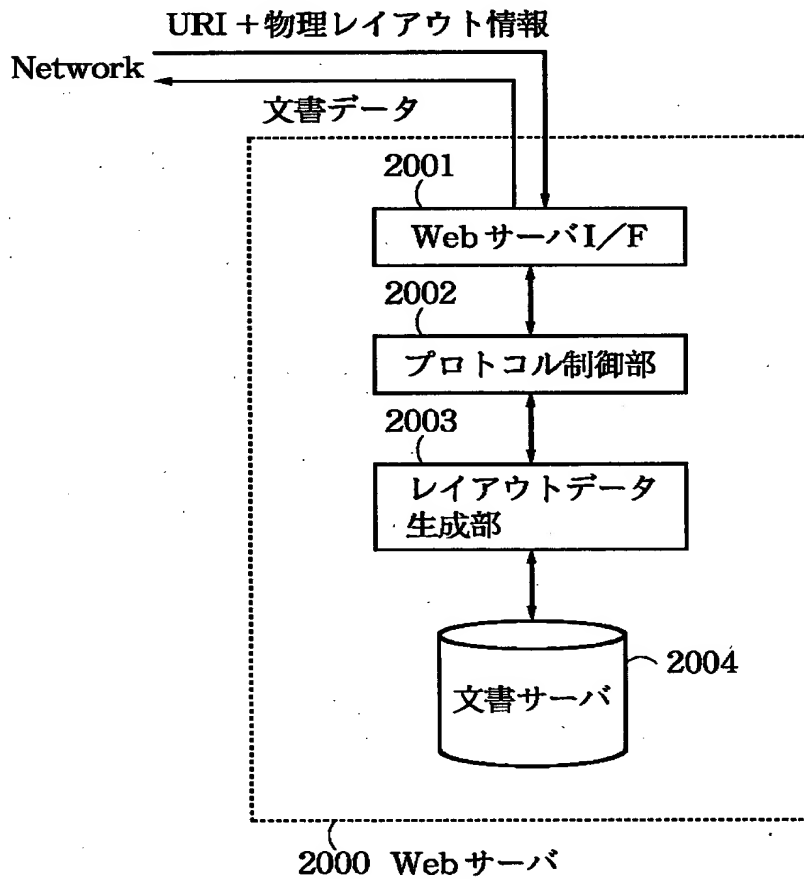 URI+物理レイアウト情報
Network
文書データ
2001
WebサーバI/F
2002
プロトコル制御部
2003
レイアウトデータ
生成部
2004
文書サーバ
2000 Webサーバ